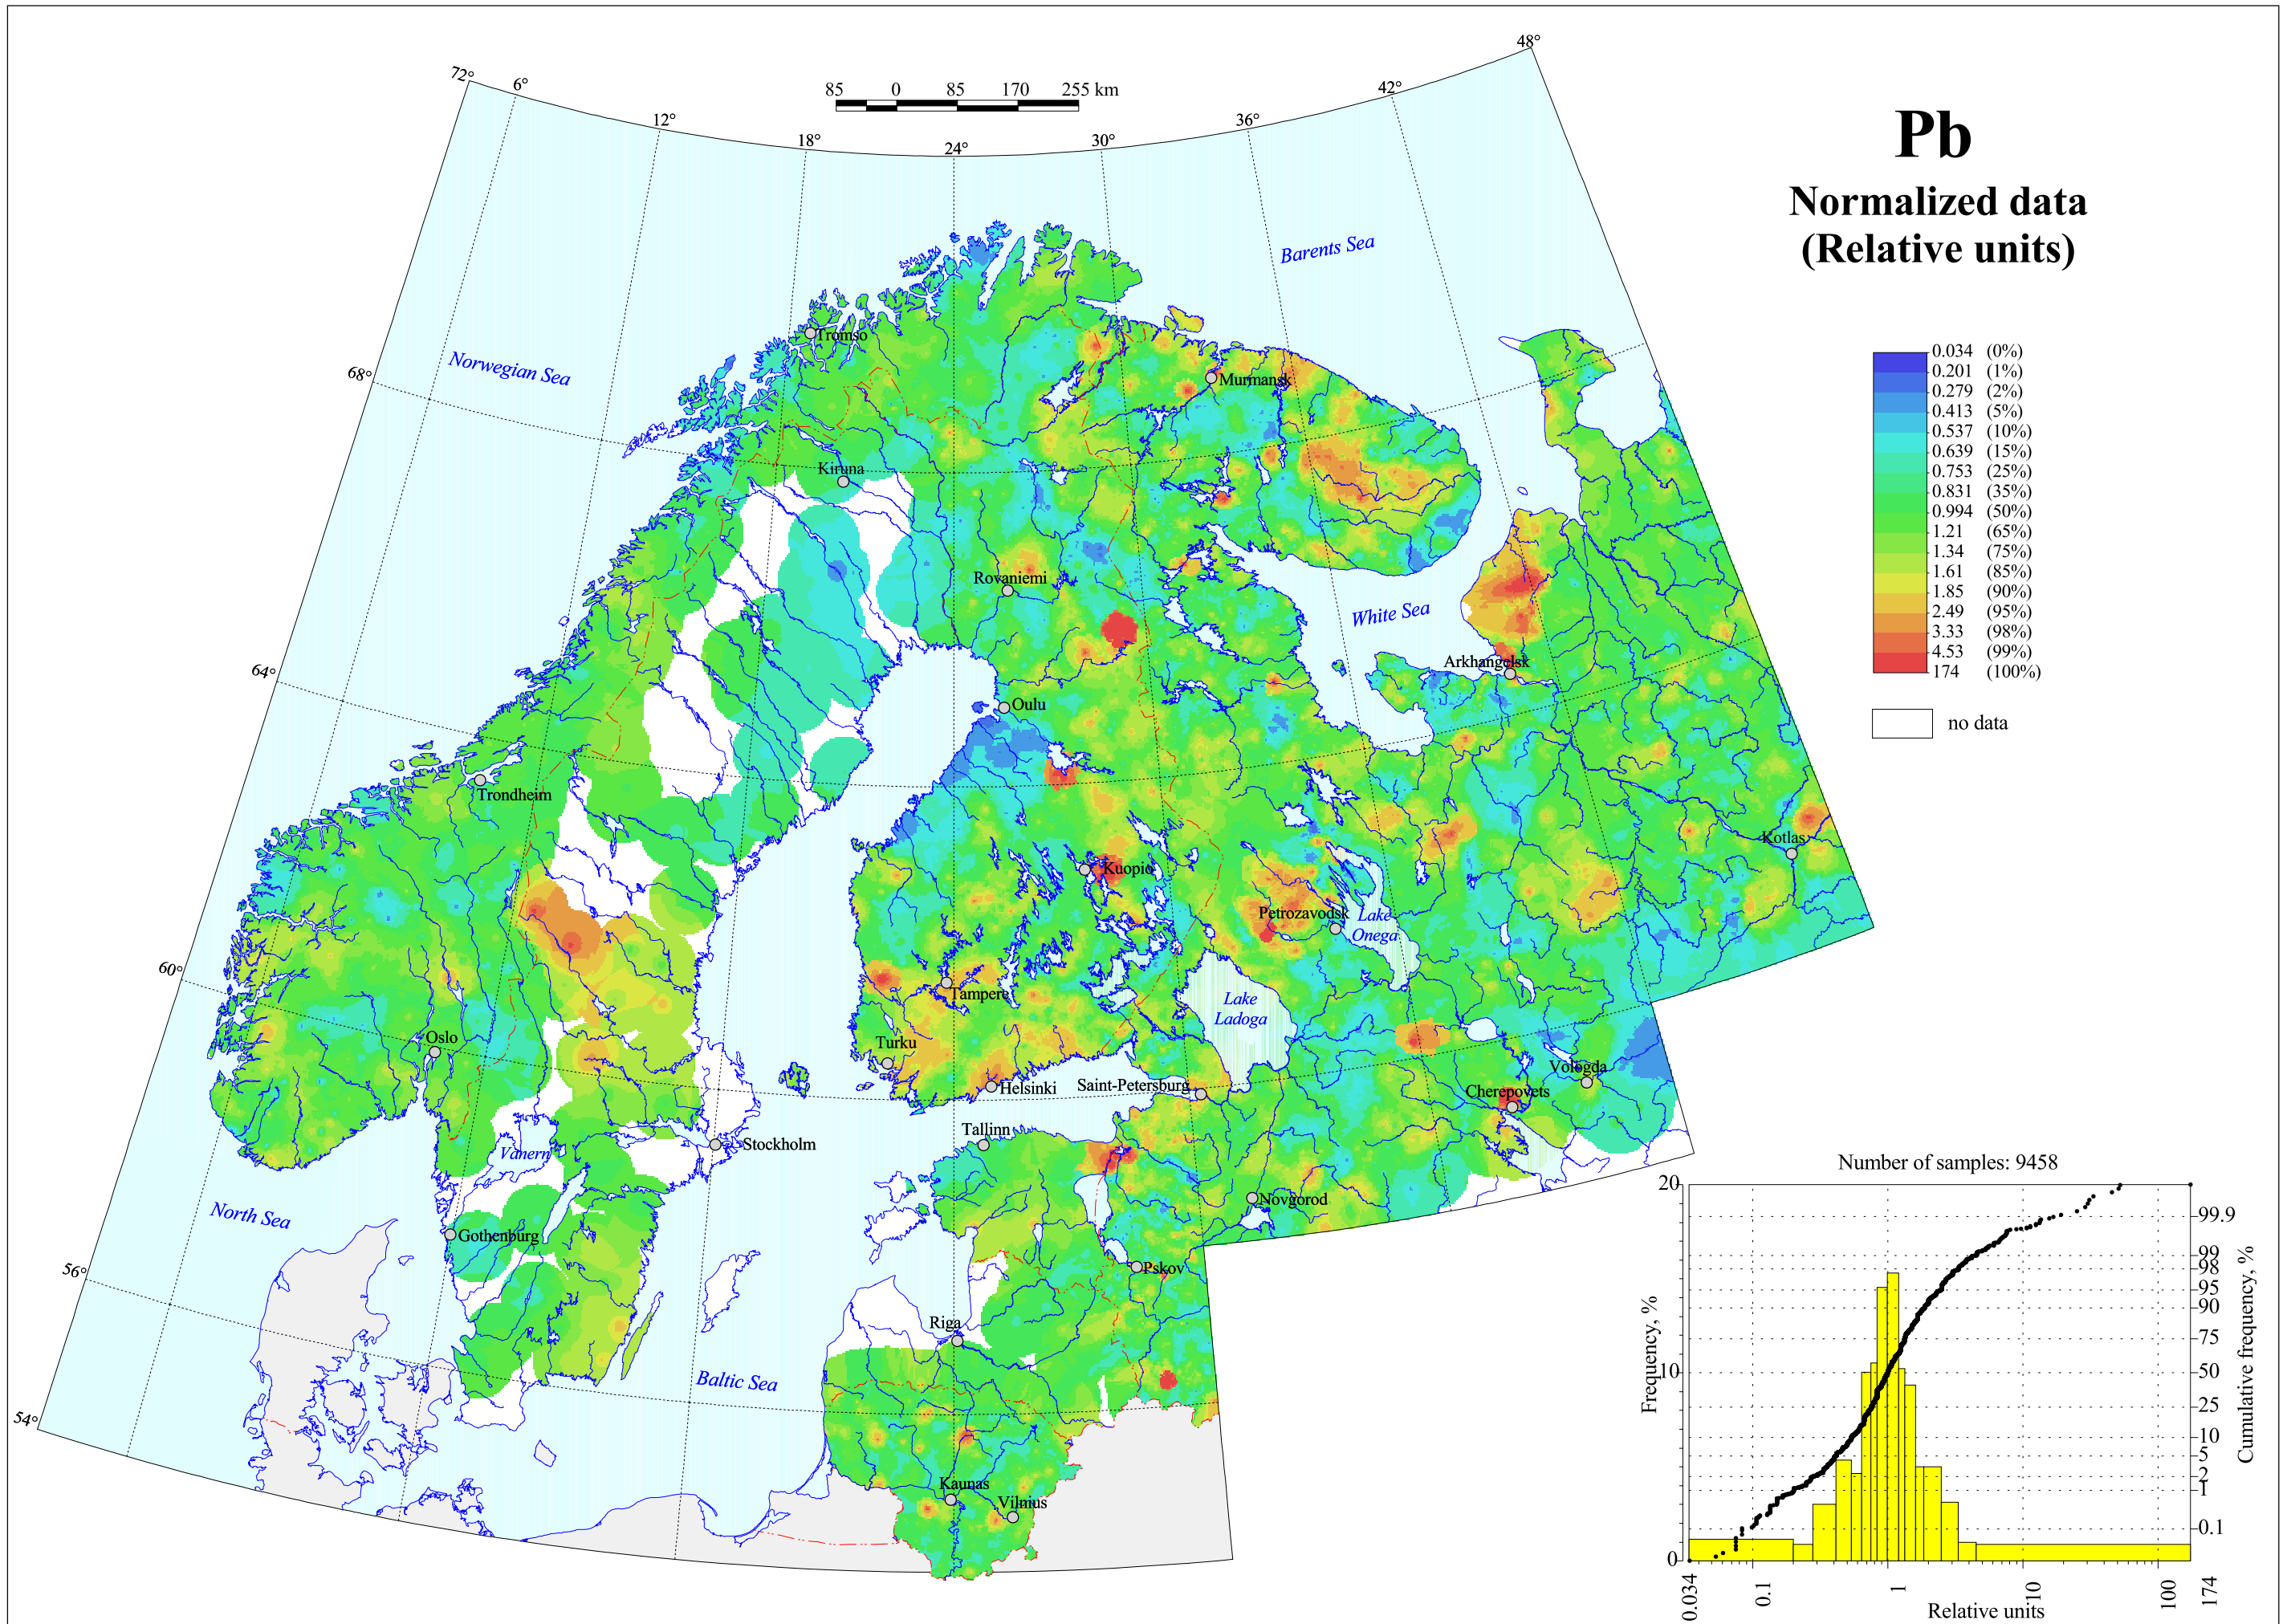 72°
6°
12°
18°
24°
30°
36°
42°
48°
85 0 85 170 255 km
Pb
Normalized data
(Relative units)
Barents Sea
Norwegian Sea
68°
Tromso
Murmansk
Kiruna
Rovaniemi
White Sea
Arkhangelsk
64°
Oulu
Trondheim
Kotlas
Kuopio
Petrozavodsk
Lake
Onega
60°
Tampere
Lake
Ladoga
Oslo
Turku
Helsinki
Saint-Petersburg
Vologda
Cherepovets
Tallinn
Stockholm
Vanern
Novgorod
North Sea
Gothenburg
56°
Pskov
Riga
Baltic Sea
54°
Kaunas
Vilnius
0.034 (0%)
0.201 (1%)
0.279 (2%)
0.413 (5%)
0.537 (10%)
0.639 (15%)
0.753 (25%)
0.831 (35%)
0.994 (50%)
1.21 (65%)
1.34 (75%)
1.61 (85%)
1.85 (90%)
2.49 (95%)
3.33 (98%)
4.53 (99%)
174 (100%)
no data
Number of samples: 9458
20
10
0
Frequency, %
99.9
99
98
95
90
75
50
25
10
5
2
1
0.1
Cumulative frequency, %
0.034
0.1
1
10
100
174
Relative units